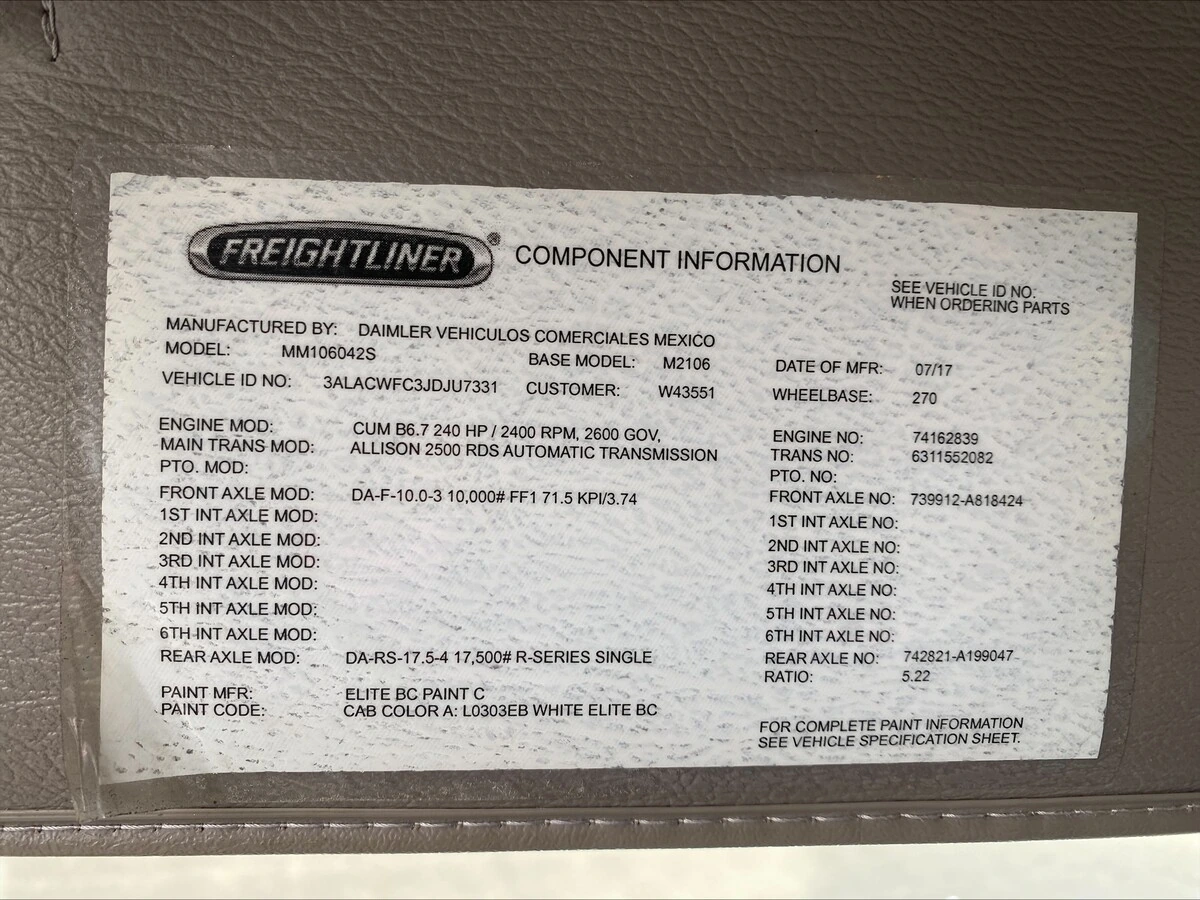 FREIGHTLINER® COMPONENT INFORMATION
SEE VEHICLE ID NO:
WHEN ORDERING PARTS
MANUFACTURED BY: DAIMLER VEHICULOS COMERCIALES MEXICO
MODEL: MM106042S BASE MODEL: M2106 DATE OF MFR: 07/17
VEHICLE ID NO: 3ALACWFC3JDJU7331 CUSTOMER: W43551 WHEELBASE: 270
ENGINE MOD: CUM B6.7 240 HP / 2400 RPM, 2600 GOV, ENGINE NO: 74162839
MAIN TRANS MOD: ALLISON 2500 RDS AUTOMATIC TRANSMISSION TRANS NO: 6311552082
PTO. MOD: PTO. NO:
FRONT AXLE MOD: DA-F-10.0-3 10,000# FF1 71.5 KPI/3.74 FRONT AXLE NO: 739912-A818424
1ST INT AXLE MOD: 1ST INT AXLE NO:
2ND INT AXLE MOD: 2ND INT AXLE NO:
3RD INT AXLE MOD: 3RD INT AXLE NO:
4TH INT AXLE MOD: 4TH INT AXLE NO:
5TH INT AXLE MOD: 5TH INT AXLE NO:
6TH INT AXLE MOD: 6TH INT AXLE NO:
REAR AXLE MOD: DA-RS-17.5-4 17,500# R-SERIES SINGLE REAR AXLE NO: 742821-A199047
RATIO: 5.22
PAINT MFR: ELITE BC PAINT C
PAINT CODE: CAB COLOR A: L0303EB WHITE ELITE BC
FOR COMPLETE PAINT INFORMATION
SEE VEHICLE SPECIFICATION SHEET.